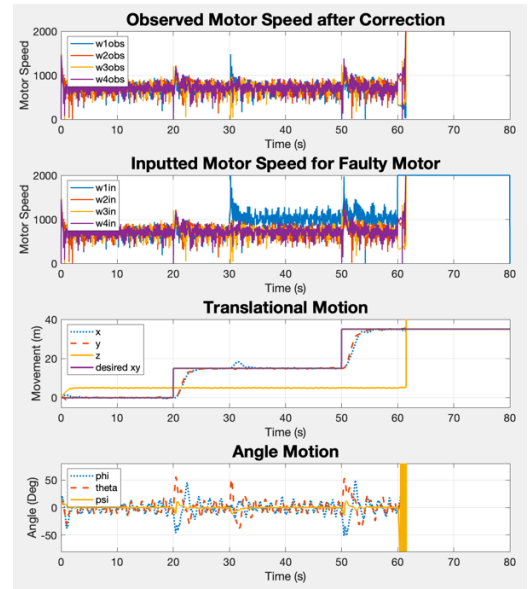 Observed Motor Speed after Correction
Motor Speed
2000
1000
0
w1obs
w2obs
w3obs
w4obs
0 10 20 30 40 50 60 70 80
Time (s)
Inputted Motor Speed for Faulty Motor
Motor Speed
2000
1000
0
w1in
w2in
w3in
w4in
0 10 20 30 40 50 60 70 80
Time (s)
Translational Motion
Movement (m)
40
20
0
x
y
z
desired xy
0 10 20 30 40 50 60 70 80
Time (s)
Angle Motion
Angle (Deg)
50
0
-50
phi
theta
psi
0 10 20 30 40 50 60 70 80
Time (s)